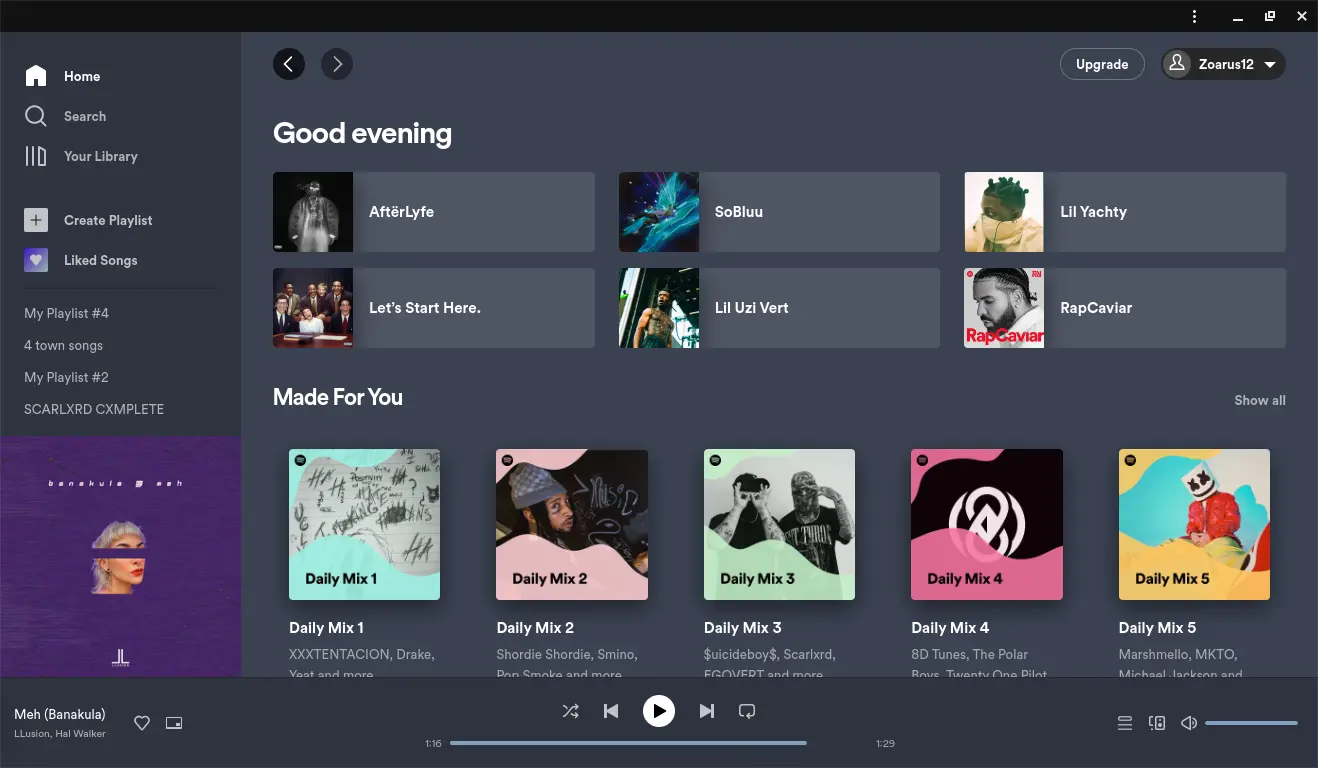 Home
Search
Your Library
Create Playlist
Liked Songs
My Playlist #4
4 town songs
My Playlist #2
SCARLXRD CXMPLETE
banakula meh
Upgrade
Zoarus12
Good evening
AftërLyfe
SoBluu
Lil Yachty
Let's Start Here.
Lil Uzi Vert
RapCaviar
RapCaviar
Made For You
Show all
Daily Mix 1
Daily Mix 2
Daily Mix 3
Daily Mix 4
Daily Mix 5
Daily Mix 1
Daily Mix 2
Daily Mix 3
Daily Mix 4
Daily Mix 5
XXXTENTACION, Drake,
Yeat and more
Shordie Shordie, Smino,
Pop Smoke and more
$uicideboy$, Scarlxrd,
EGOVERT and more
8D Tunes, The Polar
Boys, Twenty One Pilot
Marshmello, MKTO,
Michael Jackson and
Meh (Banakula)
LLusion, Hal Walker
1:16
1:29